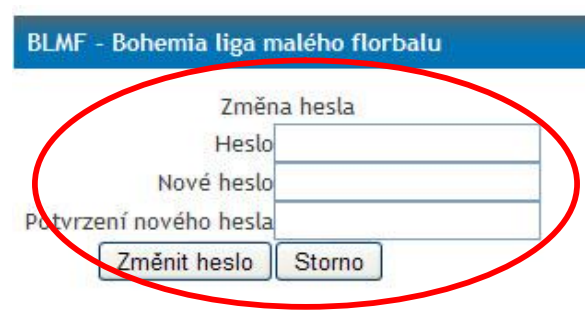 BLMF - Bohemia liga malého florbalu
Změna hesla
Heslo
Nové heslo
Potvrzení nového hesla
Změnit heslo Storno